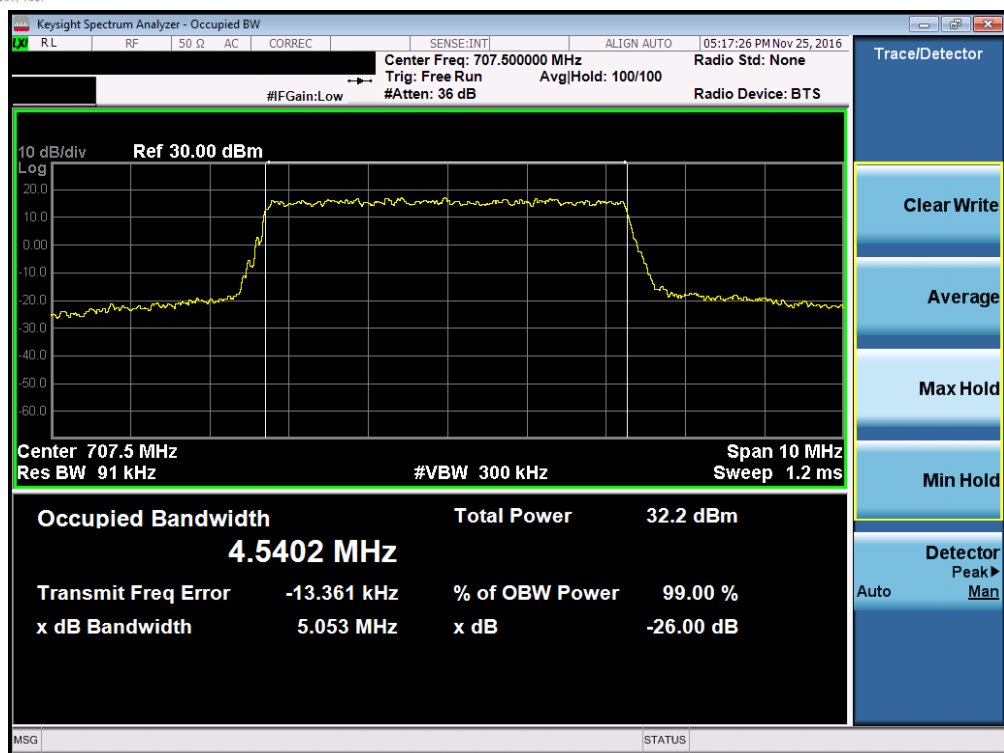 Keysight Spectrum Analyzer - Occupied BW
LXI RL RF 50 Ω AC CORREC SENSE:INT ALIGN AUTO 05:17:26 PM Nov 25, 2016
Center Freq: 707.500000 MHz Radio Std: None
Trig: Free Run Avg|Hold: 100/100
#IFGain:Low #Atten: 36 dB Radio Device: BTS
Trace/Detector
10 dB/div Ref 30.00 dBm
Log
20.0
10.0
0.00
-10.0
-20.0
-30.0
-40.0
-50.0
-60.0
Center 707.5 MHz Span 10 MHz
Res BW 91 kHz #VBW 300 kHz Sweep 1.2 ms
Occupied Bandwidth Total Power 32.2 dBm
4.5402 MHz
Transmit Freq Error -13.361 kHz % of OBW Power 99.00 %
x dB Bandwidth 5.053 MHz x dB -26.00 dB
Clear Write
Average
Max Hold
Min Hold
Detector
Peak▶
Auto Man
MSG STATUS